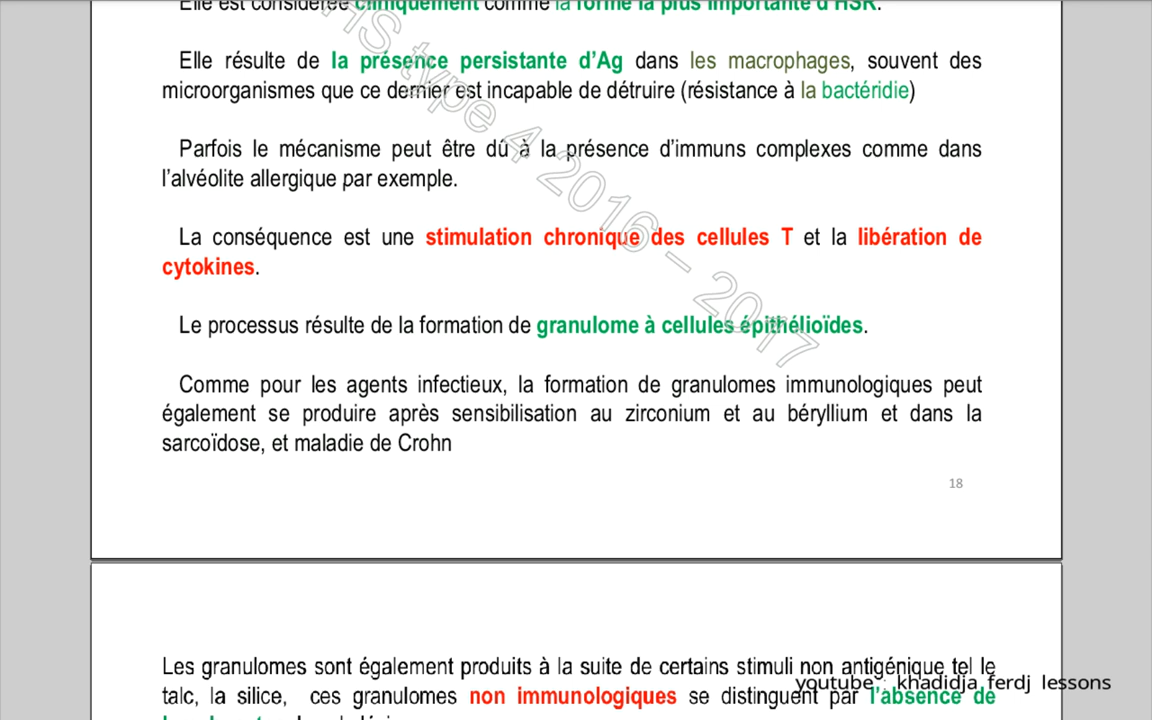 Elle est considérée cliniquement comme la forme la plus importante d'HSR.
Elle résulte de la présence persistante d'Ag dans les macrophages, souvent des
microorganismes que ce dernier est incapable de détruire (résistance à la bactéridie)
Parfois le mécanisme peut être dû à la présence d'immuns complexes comme dans
l'alvéolite allergique par exemple.
La conséquence est une stimulation chronique des cellules T et la libération de
cytokines.
Le processus résulte de la formation de granulome à cellules épithélioïdes.
Comme pour les agents infectieux, la formation de granulomes immunologiques peut
également se produire après sensibilisation au zirconium et au béryllium et dans la
sarcoïdose, et maladie de Crohn
18
HS type 4 2016 – 2017
Les granulomes sont également produits à la suite de certains stimuli non antigénique tel le
talc, la silice, ces granulomes non immunologiques se distinguent par l'absence de
youtube : khadidja ferdj lessons